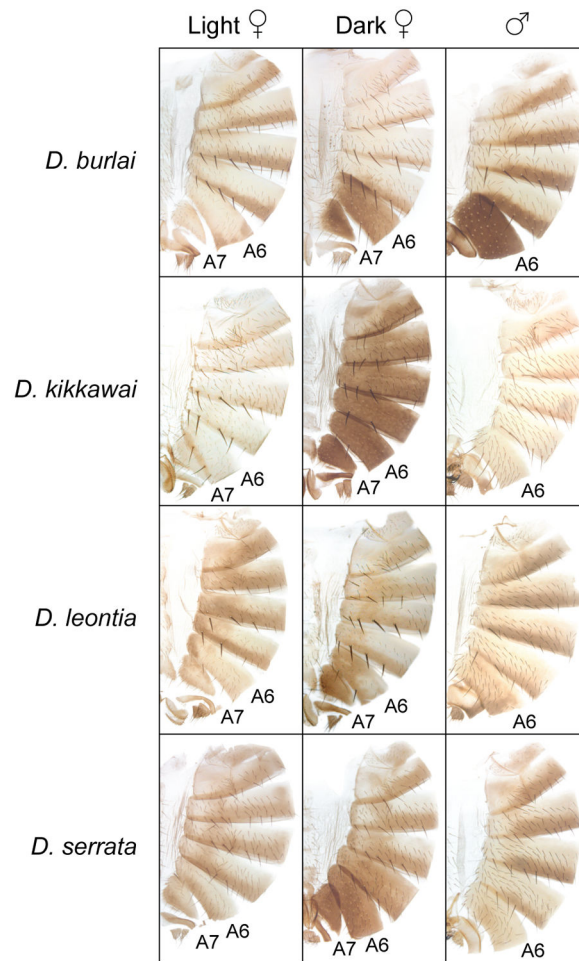 Light ♀ Dark ♀ ♂
D. burlai
A7 A6 A7 A6 A6
D. kikkawai
A7 A6 A7 A6 A6
D. leontia
A7 A6 A7 A6 A6
D. serrata
A7 A6 A7 A6 A6